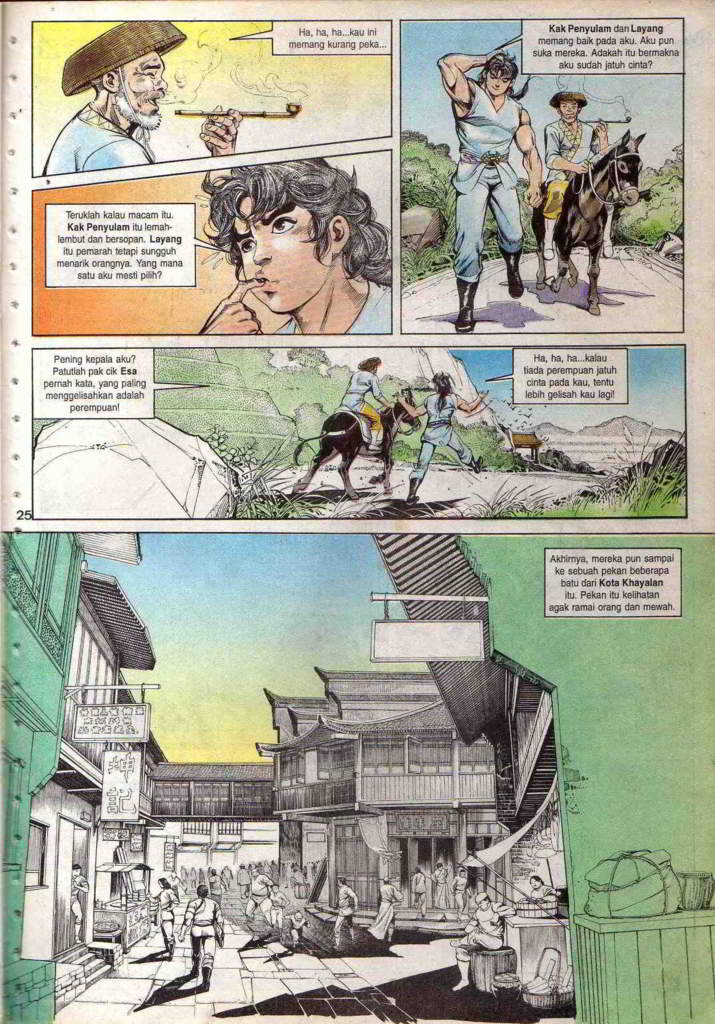 Ha, ha, ha...kau ini
memang kurang peka...
Kak Penyulam dan Layang
memang baik pada aku. Aku pun
suka mereka. Adakah itu bermakna
aku sudah jatuh cinta?
Teruklah kalau macam itu.
Kak Penyulam itu lemah-
lembut dan bersopan. Layang
itu pemarah tetapi sungguh
menarik orangnya. Yang mana
satu aku mesti pilih?
Pening kepala aku?
Patutlah pak cik Esa
pernah kata, yang paling
menggelisahkan adalah
perempuan!
Ha, ha, ha...kalau
tiada perempuan jatuh
cinta pada kau, tentu
lebih gelisah kau lagi!
25
Akhirnya, mereka pun sampai
ke sebuah pekan beberapa
batu dari Kota Khayalan
itu. Pekan itu kelihatan
agak ramai orang dan mewah.